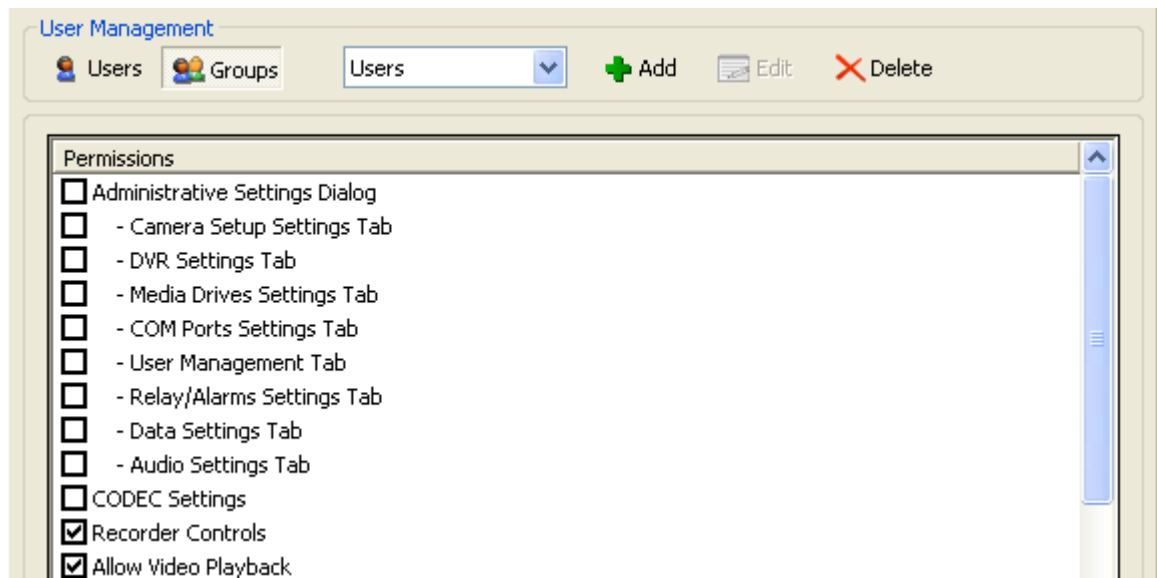 User Management
Users Groups Users Add Edit Delete
Permissions
Administrative Settings Dialog
- Camera Setup Settings Tab
- DVR Settings Tab
- Media Drives Settings Tab
- COM Ports Settings Tab
- User Management Tab
- Relay/Alarms Settings Tab
- Data Settings Tab
- Audio Settings Tab
CODEC Settings
Recorder Controls
Allow Video Playback